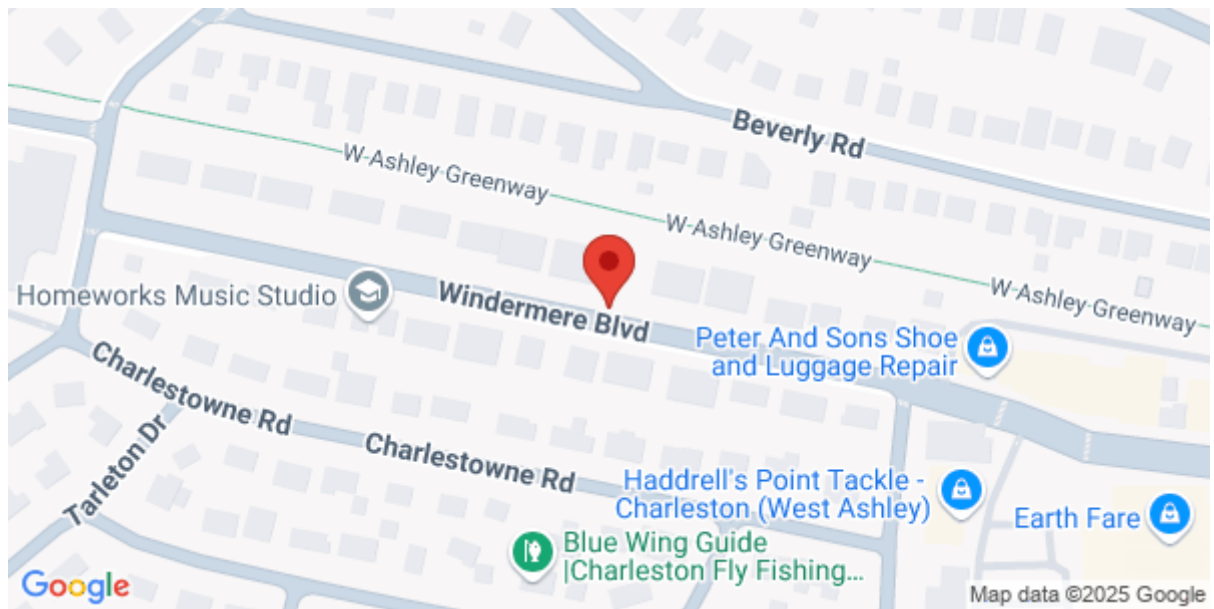 Beverly Rd
W Ashley Greenway
W Ashley Greenway
W Ashley Greenway
Homeworks Music Studio
Windermere Blvd
Peter And Sons Shoe
and Luggage Repair
Charlestowne Rd
Charlestowne Rd
Tarleton Dr
Haddrell's Point Tackle -
Charleston (West Ashley)
Earth Fare
Blue Wing Guide
|Charleston Fly Fishing...
Google
Map data ©2025 Google